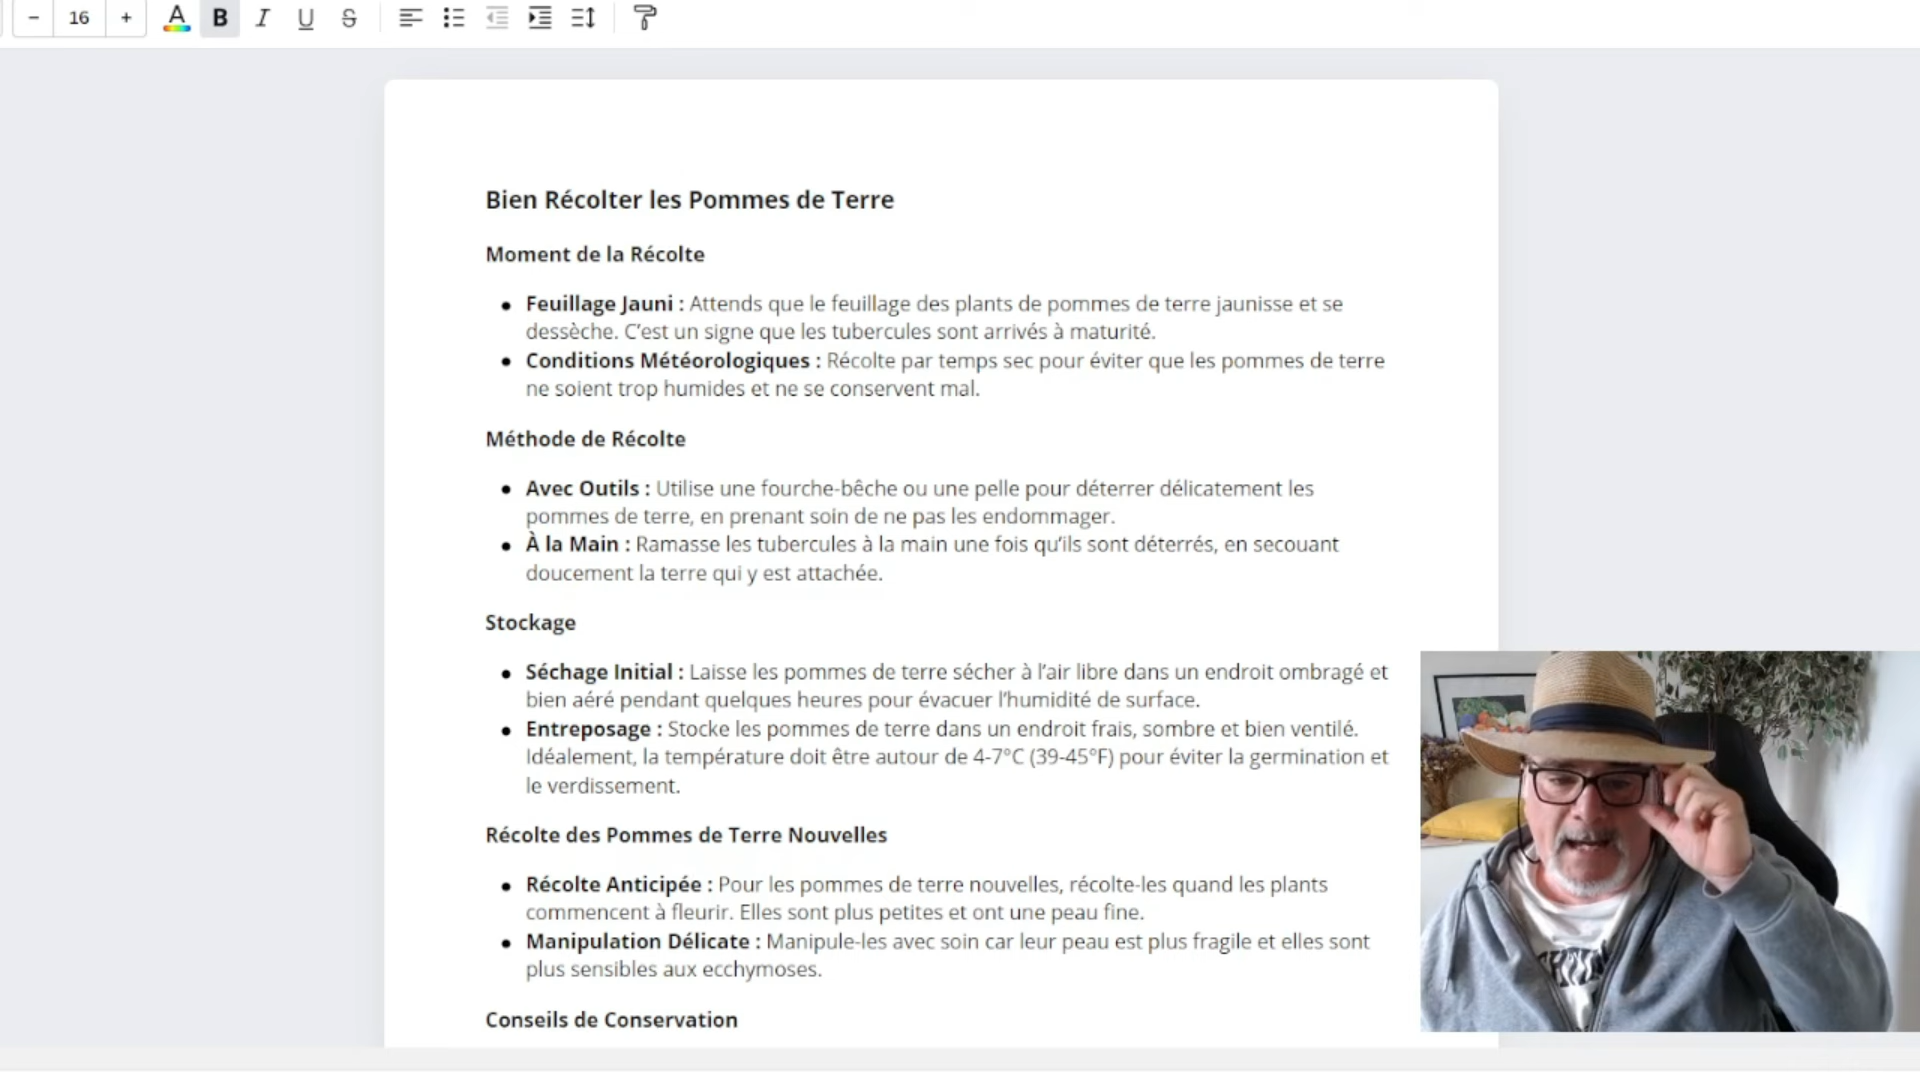 − 16 + A B I U S
Bien Récolter les Pommes de Terre
Moment de la Récolte
Feuillage Jauni : Attends que le feuillage des plants de pommes de terre jaunisse et se
dessèche. C’est un signe que les tubercules sont arrivés à maturité.
Conditions Météorologiques : Récolte par temps sec pour éviter que les pommes de terre
ne soient trop humides et ne se conservent mal.
Méthode de Récolte
Avec Outils : Utilise une fourche-bêche ou une pelle pour déterrer délicatement les
pommes de terre, en prenant soin de ne pas les endommager.
À la Main : Ramasse les tubercules à la main une fois qu’ils sont déterrés, en secouant
doucement la terre qui y est attachée.
Stockage
Séchage Initial : Laisse les pommes de terre sécher à l’air libre dans un endroit ombragé et
bien aéré pendant quelques heures pour évacuer l’humidité de surface.
Entreposage : Stocke les pommes de terre dans un endroit frais, sombre et bien ventilé.
Idéalement, la température doit être autour de 4-7°C (39-45°F) pour éviter la germination et
le verdissement.
Récolte des Pommes de Terre Nouvelles
Récolte Anticipée : Pour les pommes de terre nouvelles, récolte-les quand les plants
commencent à fleurir. Elles sont plus petites et ont une peau fine.
Manipulation Délicate : Manipule-les avec soin car leur peau est plus fragile et elles sont
plus sensibles aux ecchymoses.
Conseils de Conservation